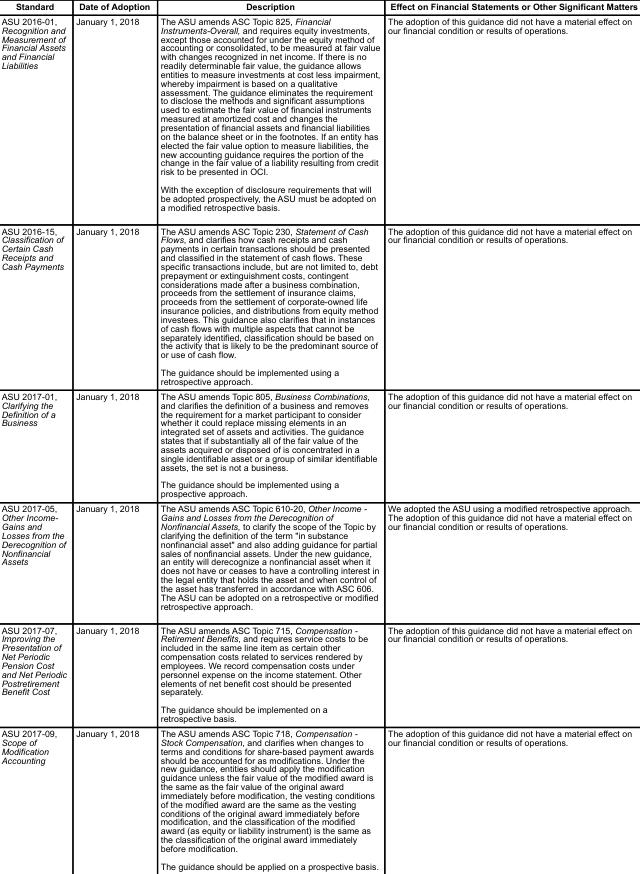 Standard
Date of Adoption
Description
Effect on Financial Statements or Other Significant Matters
ASU 2016-01,
Recognition and
Measurement of
Financial Assets
and Financial
Liabilities
January 1, 2018
The ASU amends ASC Topic 825, Financial
Instruments-Overall, and requires equity investments,
except those accounted for under the equity method of
accounting or consolidated, to be measured at fair value
with changes recognized in net income. If there is no
readily determinable fair value, the guidance allows
entities to measure investments at cost less impairment,
whereby impairment is based on a qualitative
assessment. The guidance eliminates the requirement
to disclose the methods and significant assumptions
used to estimate the fair value of financial instruments
measured at amortized cost and changes the
presentation of financial assets and financial liabilities
on the balance sheet or in the footnotes. If an entity has
elected the fair value option to measure liabilities, the
new accounting guidance requires the portion of the
change in the fair value of a liability resulting from credit
risk to be presented in OCI.
With the exception of disclosure requirements that will
be adopted prospectively, the ASU must be adopted on
a modified retrospective basis.
The adoption of this guidance did not have a material effect on
our financial condition or results of operations.
ASU 2016-15,
Classification of
Certain Cash
Receipts and
Cash Payments
January 1, 2018
The ASU amends ASC Topic 230, Statement of Cash
Flows, and clarifies how cash receipts and cash
payments in certain transactions should be presented
and classified in the statement of cash flows. These
specific transactions include, but are not limited to, debt
prepayment or extinguishment costs, contingent
considerations made after a business combination,
proceeds from the settlement of insurance claims,
proceeds from the settlement of corporate-owned life
insurance policies, and distributions from equity method
investees. This guidance also clarifies that in instances
of cash flows with multiple aspects that cannot be
separately identified, classification should be based on
the activity that is likely to be the predominant source of
or use of cash flow.
The guidance should be implemented using a
retrospective approach.
The adoption of this guidance did not have a material effect on
our financial condition or results of operations.
ASU 2017-01,
Clarifying the
Definition of a
Business
January 1, 2018
The ASU amends Topic 805, Business Combinations,
and clarifies the definition of a business and removes
the requirement for a market participant to consider
whether it could replace missing elements in an
integrated set of assets and activities. The guidance
states that if substantially all of the fair value of the
assets acquired or disposed of is concentrated in a
single identifiable asset or a group of similar identifiable
assets, the set is not a business.
The guidance should be implemented using a
prospective approach.
The adoption of this guidance did not have a material effect on
our financial condition or results of operations.
ASU 2017-05,
Other Income-
Gains and
Losses from the
Derecognition of
Nonfinancial
Assets
January 1, 2018
The ASU amends ASC Topic 610-20, Other Income -
Gains and Losses from the Derecognition of
Nonfinancial Assets, to clarify the scope of the Topic by
clarifying the definition of the term "in substance
nonfinancial asset" and also adding guidance for partial
sales of nonfinancial assets. Under the new guidance,
an entity will derecognize a nonfinancial asset when it
does not have or ceases to have a controlling interest in
the legal entity that holds the asset and when control of
the asset has transferred in accordance with ASC 606.
The ASU can be adopted on a retrospective or modified
retrospective approach.
We adopted the ASU using a modified retrospective approach.
The adoption of this guidance did not have a material effect on
our financial condition or results of operations.
ASU 2017-07,
Improving the
Presentation of
Net Periodic
Pension Cost
and Net Periodic
Postretirement
Benefit Cost
January 1, 2018
The ASU amends ASC Topic 715, Compensation -
Retirement Benefits, and requires service costs to be
included in the same line item as certain other
compensation costs related to services rendered by
employees. We record compensation costs under
personnel expense on the income statement. Other
elements of net benefit cost should be presented
separately.
The guidance should be implemented on a
retrospective basis.
The adoption of this guidance did not have a material effect on
our financial condition or results of operations.
ASU 2017-09,
Scope of
Modification
Accounting
January 1, 2018
The ASU amends ASC Topic 718, Compensation -
Stock Compensation, and clarifies when changes to
terms and conditions for share-based payment awards
should be accounted for as modifications. Under the
new guidance, entities should apply the modification
guidance unless the fair value of the modified award is
the same as the fair value of the original award
immediately before modification, the vesting conditions
of the modified award are the same as the vesting
conditions of the original award immediately before
modification, and the classification of the modified
award (as equity or liability instrument) is the same as
the classification of the original award immediately
before modification.
The guidance should be applied on a prospective basis.
The adoption of this guidance did not have a material effect on
our financial condition or results of operations.